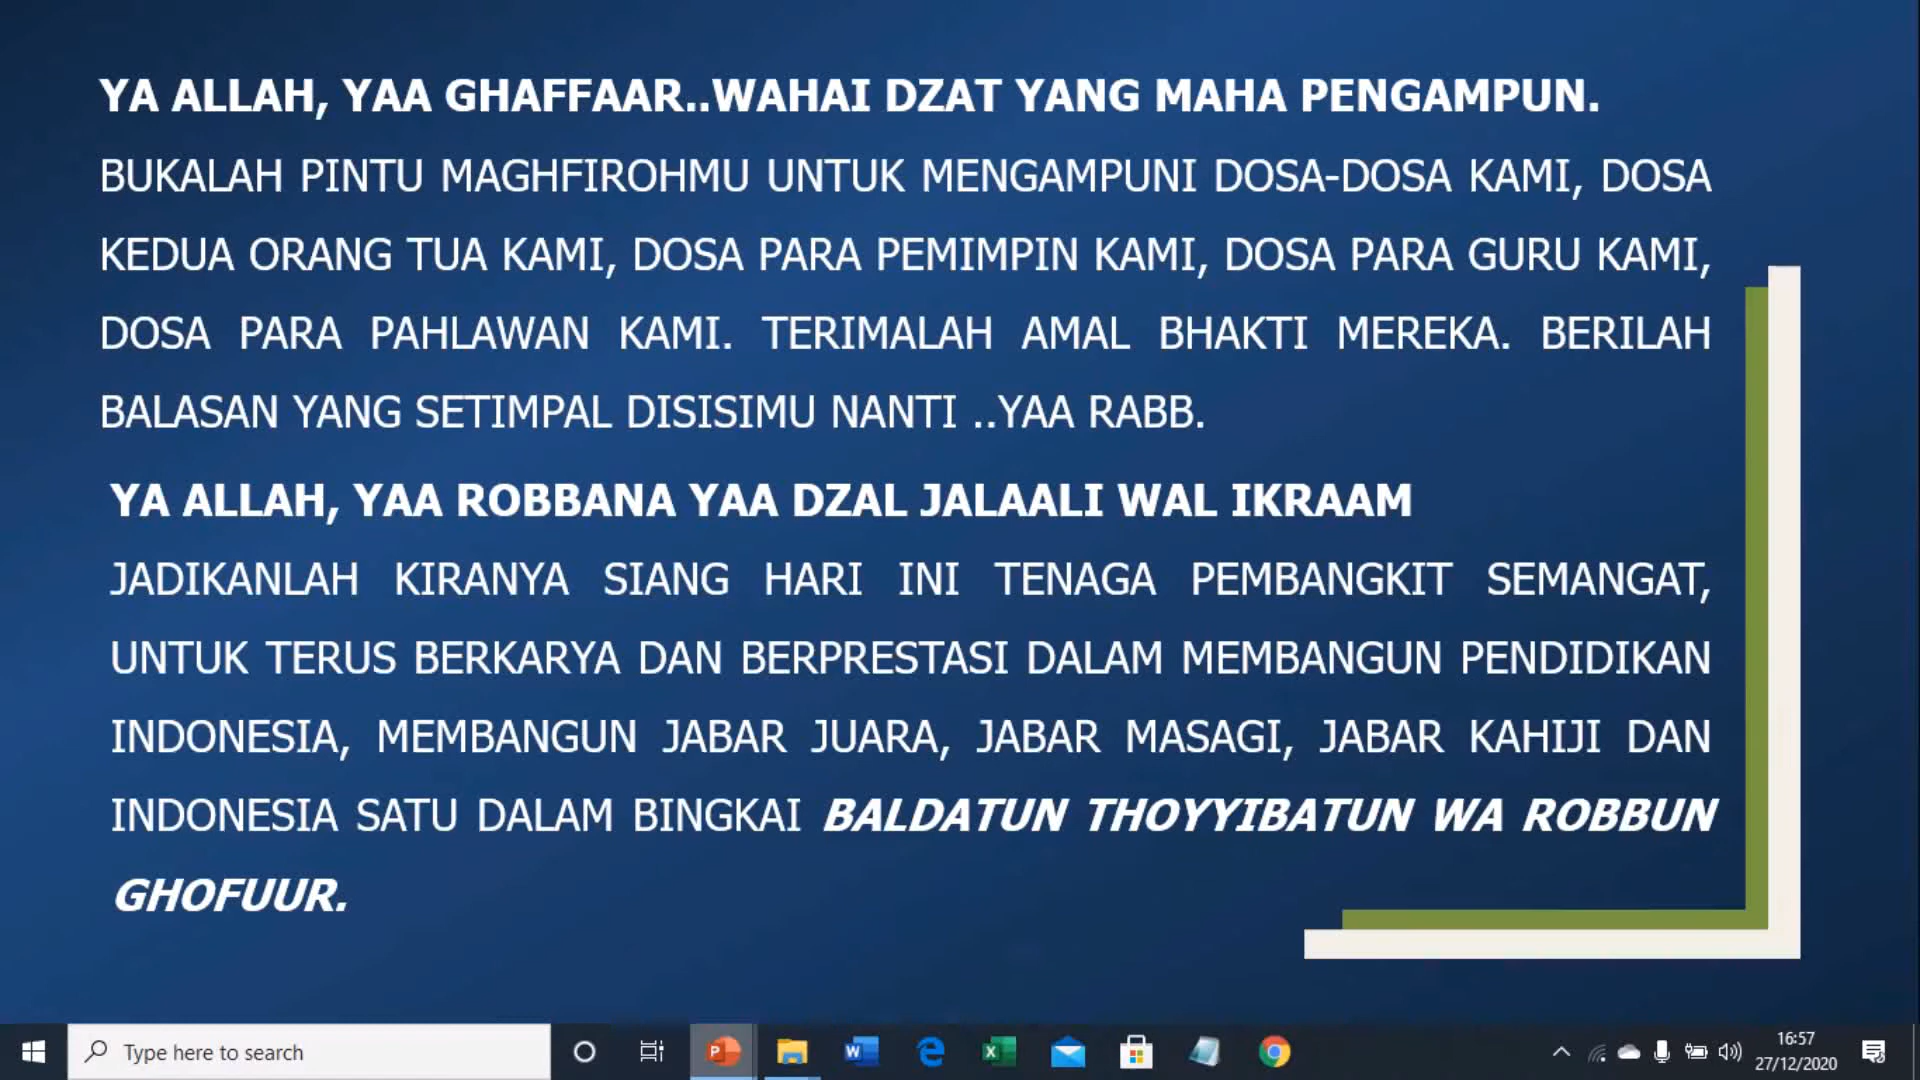 YA ALLAH, YAA GHAFFAAR..WAHAI DZAT YANG MAHA PENGAMPUN.
BUKALAH PINTU MAGHFIROHMU UNTUK MENGAMPUNI DOSA-DOSA KAMI, DOSA
KEDUA ORANG TUA KAMI, DOSA PARA PEMIMPIN KAMI, DOSA PARA GURU KAMI,
DOSA PARA PAHLAWAN KAMI. TERIMALAH AMAL BHAKTI MEREKA. BERILAH
BALASAN YANG SETIMPAL DISISIMU NANTI ..YAA RABB.
YA ALLAH, YAA ROBBANA YAA DZAL JALAALI WAL IKRAAM
JADIKANLAH KIRANYA SIANG HARI INI TENAGA PEMBANGKIT SEMANGAT,
UNTUK TERUS BERKARYA DAN BERPRESTASI DALAM MEMBANGUN PENDIDIKAN
INDONESIA, MEMBANGUN JABAR JUARA, JABAR MASAGI, JABAR KAHIJI DAN
INDONESIA SATU DALAM BINGKAI BALDATUN THOYYIBATUN WA ROBBUN
GHOFUUR.
Type here to search
16:57
27/12/2020